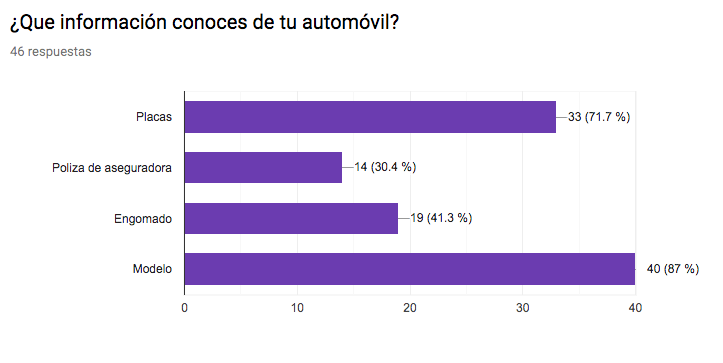 ¿Que información conoces de tu automóvil?
46 respuestas
Placas
33 (71.7 %)
Poliza de aseguradora
14 (30.4 %)
Engomado
19 (41.3 %)
Modelo
40 (87 %)
0 10 20 30 40